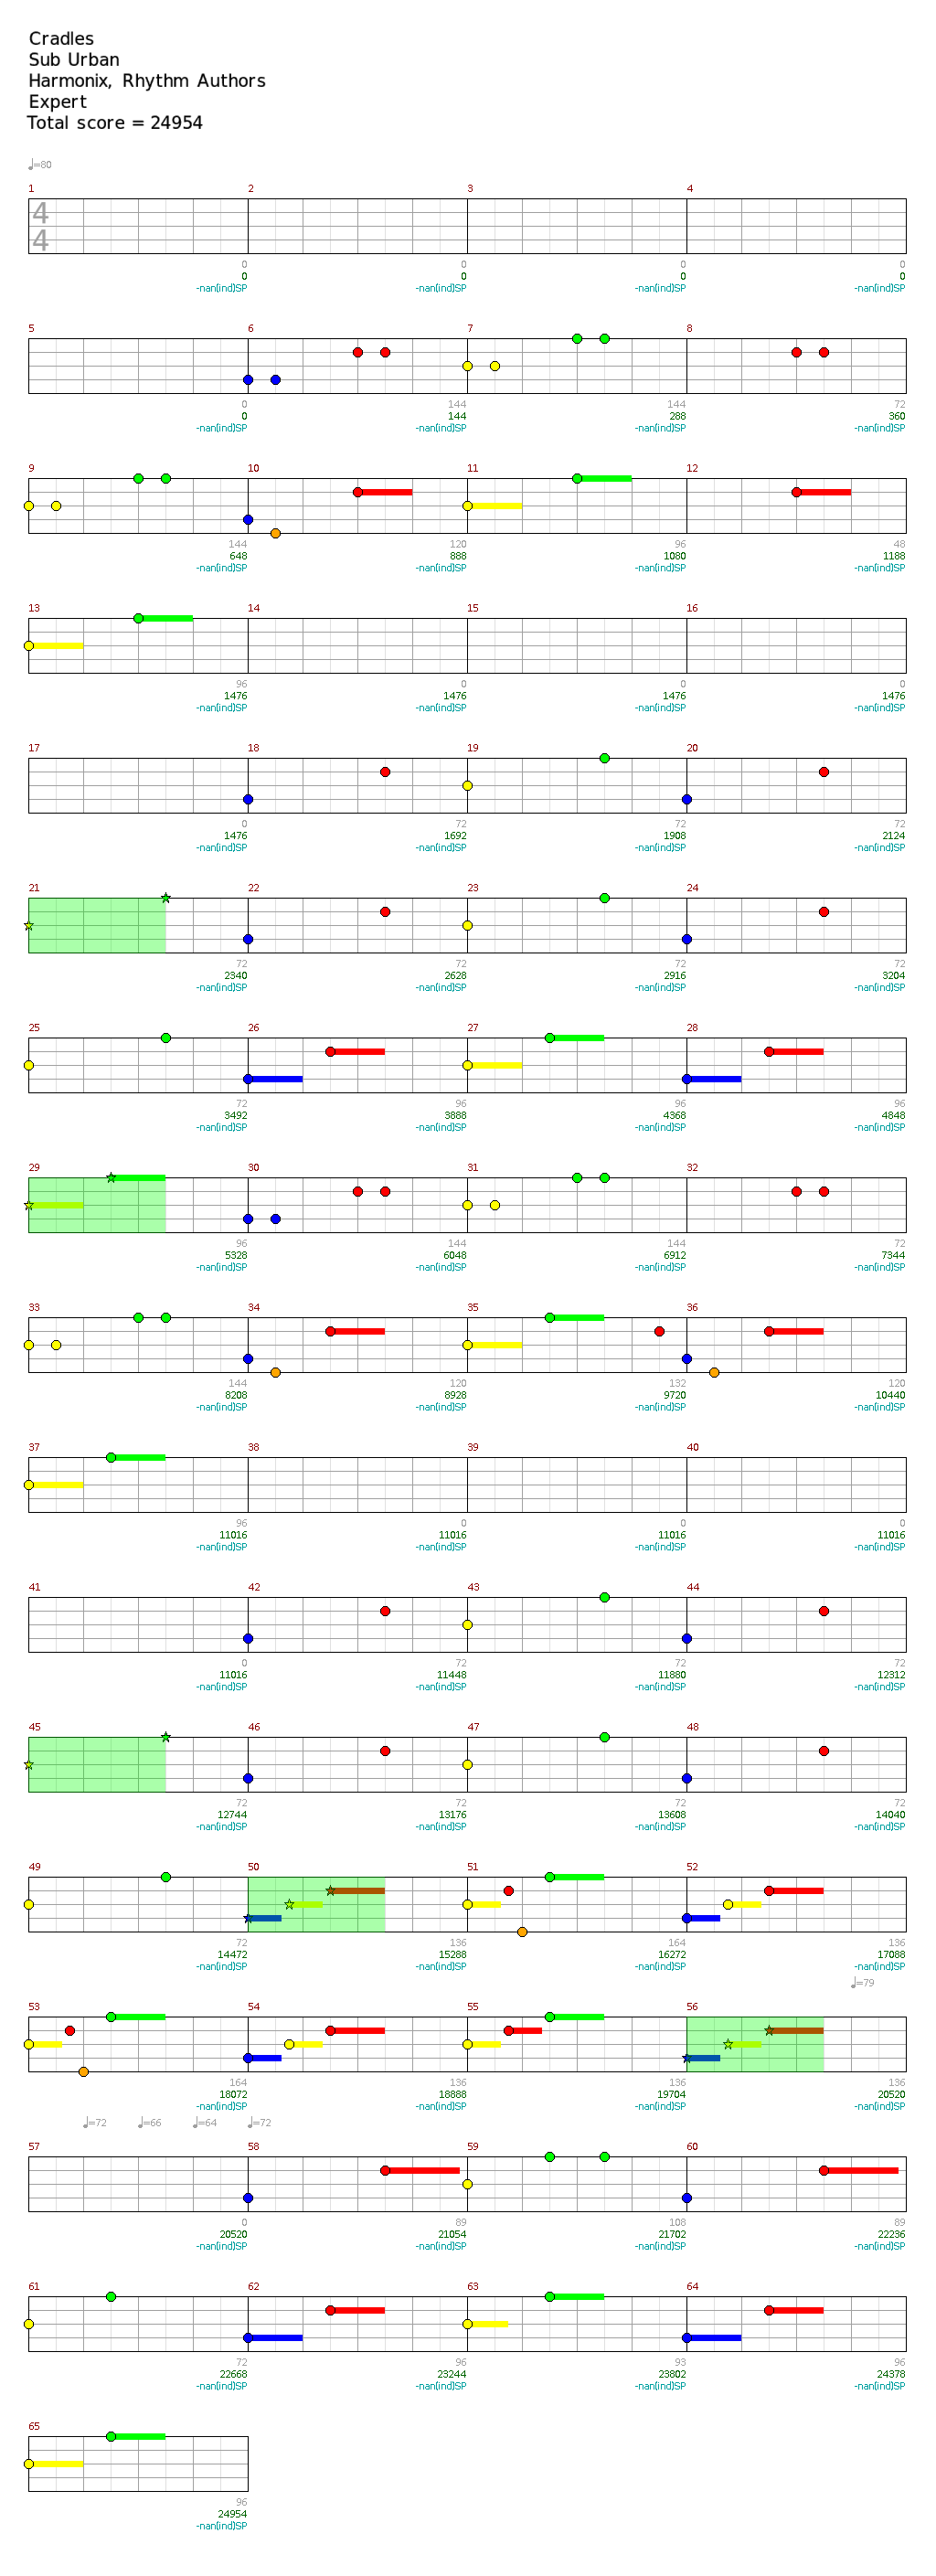 Cradles
Sub Urban
Harmonix, Rhythm Authors
Expert
Total score = 24954
♩=80
1 2 3 4
4
4
0 0 0 0
0 0 0 0
-nan(ind)SP -nan(ind)SP -nan(ind)SP -nan(ind)SP
5 6 7 8
0 144 144 72
0 144 288 360
-nan(ind)SP -nan(ind)SP -nan(ind)SP -nan(ind)SP
9 10 11 12
144 120 96 48
648 888 1080 1188
-nan(ind)SP -nan(ind)SP -nan(ind)SP -nan(ind)SP
13 14 15 16
96 0 0 0
1476 1476 1476 1476
-nan(ind)SP -nan(ind)SP -nan(ind)SP -nan(ind)SP
17 18 19 20
0 72 72 72
1476 1692 1908 2124
-nan(ind)SP -nan(ind)SP -nan(ind)SP -nan(ind)SP
21 22 23 24
72 72 72 72
2340 2628 2916 3204
-nan(ind)SP -nan(ind)SP -nan(ind)SP -nan(ind)SP
25 26 27 28
72 96 96 96
3492 3888 4368 4848
-nan(ind)SP -nan(ind)SP -nan(ind)SP -nan(ind)SP
29 30 31 32
96 144 144 72
5328 6048 6912 7344
-nan(ind)SP -nan(ind)SP -nan(ind)SP -nan(ind)SP
33 34 35 36
144 120 132 120
8208 8928 9720 10440
-nan(ind)SP -nan(ind)SP -nan(ind)SP -nan(ind)SP
37 38 39 40
96 0 0 0
11016 11016 11016 11016
-nan(ind)SP -nan(ind)SP -nan(ind)SP -nan(ind)SP
41 42 43 44
0 72 72 72
11016 11448 11880 12312
-nan(ind)SP -nan(ind)SP -nan(ind)SP -nan(ind)SP
45 46 47 48
72 72 72 72
12744 13176 13608 14040
-nan(ind)SP -nan(ind)SP -nan(ind)SP -nan(ind)SP
49 50 51 52
72 136 164 136
14472 15288 16272 17088
-nan(ind)SP -nan(ind)SP -nan(ind)SP -nan(ind)SP
♩=79
53 54 55 56
164 136 136 136
18072 18888 19704 20520
-nan(ind)SP -nan(ind)SP -nan(ind)SP -nan(ind)SP
♩=72 ♩=66 ♩=64 ♩=72
57 58 59 60
0 89 108 89
20520 21054 21702 22236
-nan(ind)SP -nan(ind)SP -nan(ind)SP -nan(ind)SP
61 62 63 64
72 96 93 96
22668 23244 23802 24378
-nan(ind)SP -nan(ind)SP -nan(ind)SP -nan(ind)SP
65
96
24954
-nan(ind)SP